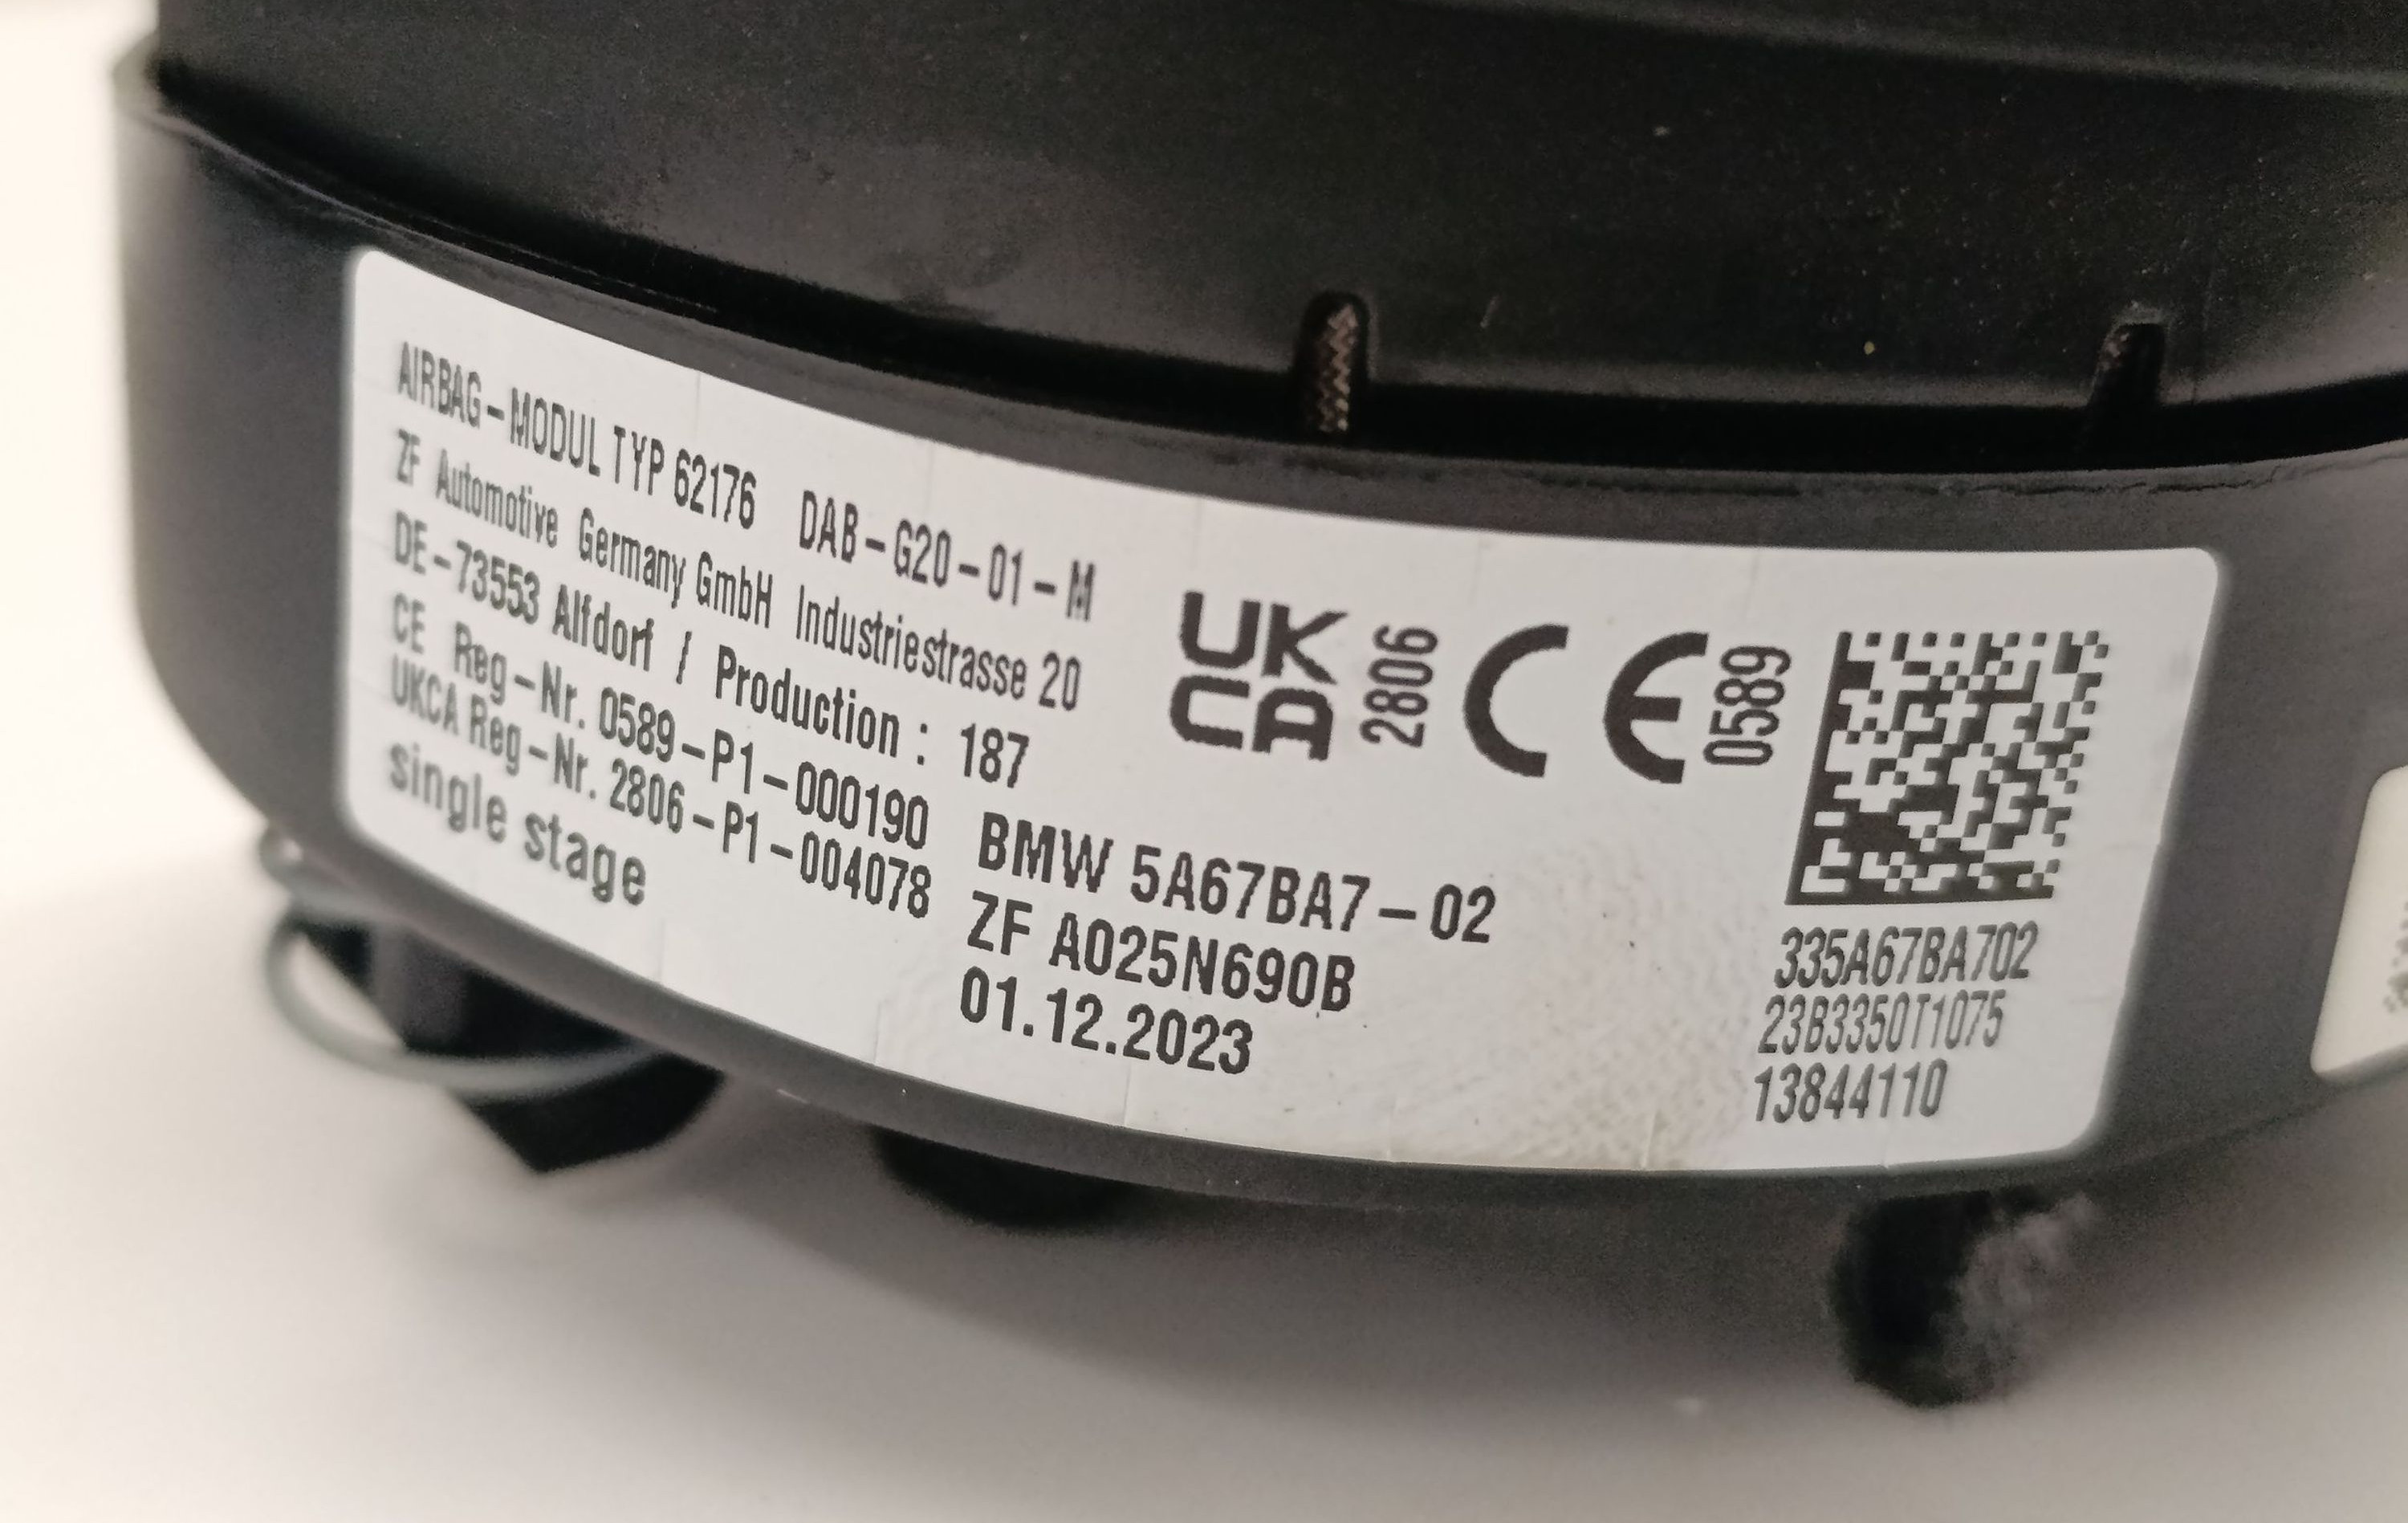 AIRBAG-MODUL TYP 62176 DAB-G20-01-M
ZF Automotive Germany GmbH Industriestrasse 20
DE-73553 Alfdorf / Production : 187
CE Reg-Nr. 0589-P1-000190
UKCA Reg-Nr. 2806-P1-004078
single stage
BMW 5A67BA7-02
ZF A025N690B
01.12.2023
UK
CA
2806
CE
0589
335A67BA702
23B3350T1075
13844110